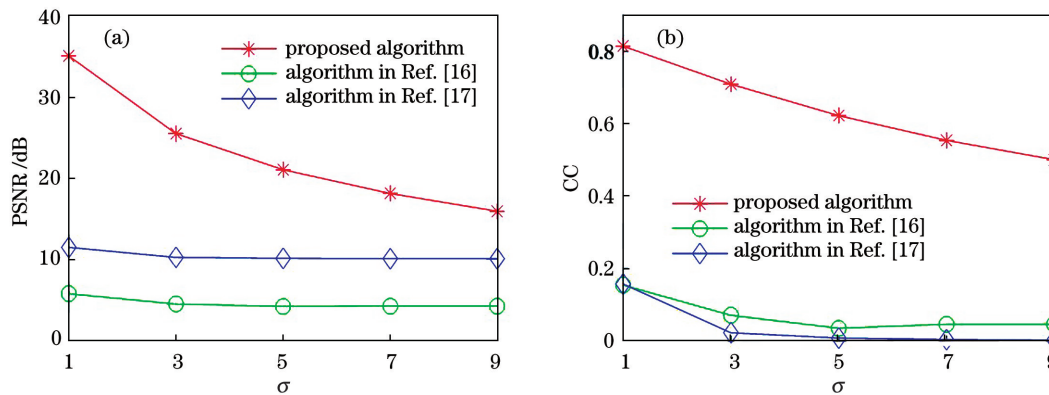 40
30
20
10
0
PSNR /dB
(a)
proposed algorithm
algorithm in Ref. [16]
algorithm in Ref. [17]
1 3 5 7 9
σ
0.8
0.6
0.4
0.2
0
CC
(b)
proposed algorithm
algorithm in Ref. [16]
algorithm in Ref. [17]
1 3 5 7 9
σ